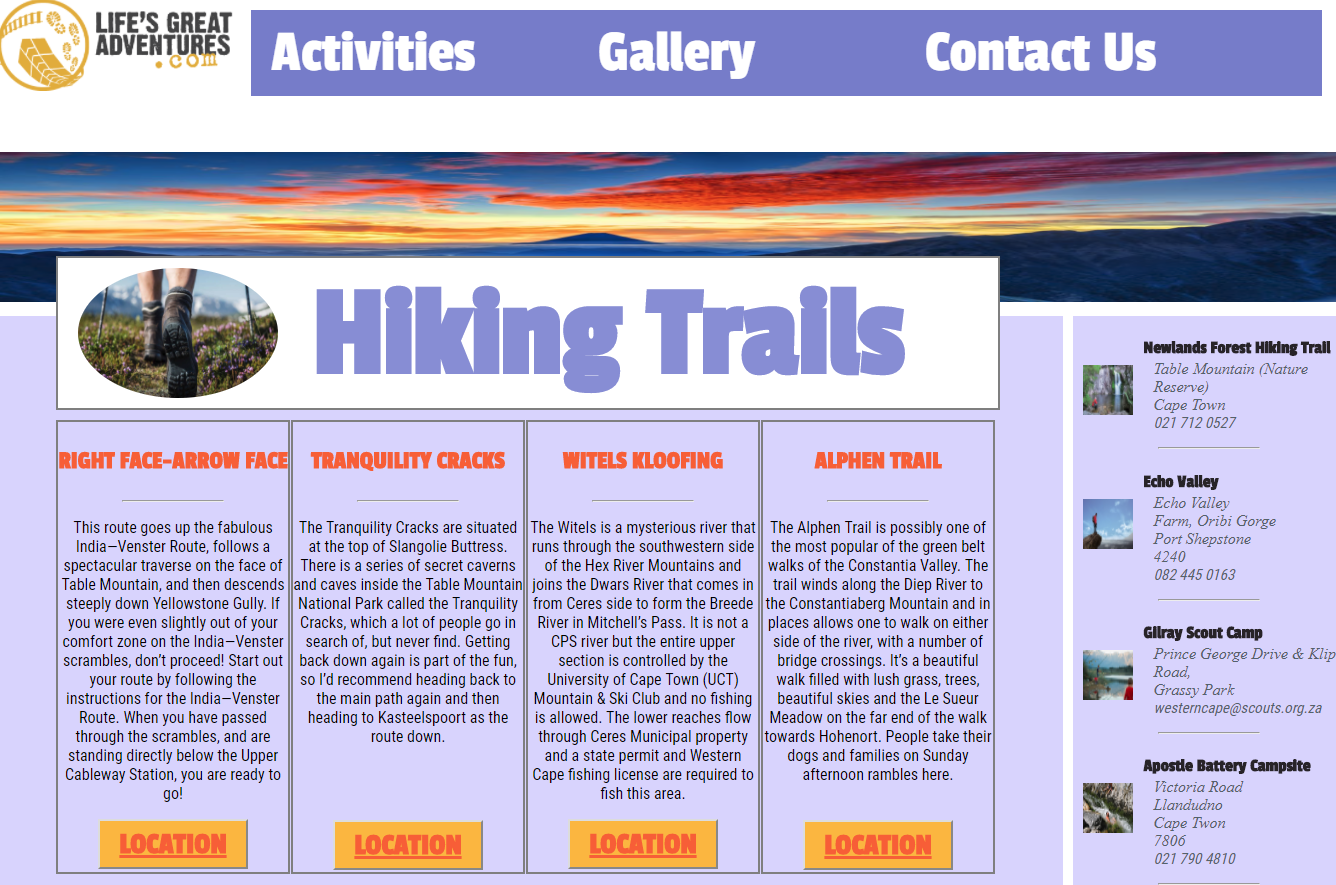 LIFE'S GREAT
ADVENTURES
.com
Activities
Gallery
Contact Us
Hiking Trails
RIGHT FACE–ARROW FACE
This route goes up the fabulous
India—Venster Route, follows a
spectacular traverse on the face of
Table Mountain, and then descends
steeply down Yellowstone Gully. If
you were even slightly out of your
comfort zone on the India—Venster
scrambles, don't proceed! Start out
your route by following the
instructions for the India—Venster
Route. When you have passed
through the scrambles, and are
standing directly below the Upper
Cableway Station, you are ready to
go!
LOCATION
TRANQUILITY CRACKS
The Tranquility Cracks are situated
at the top of Slangolie Buttress.
There is a series of secret caverns
and caves inside the Table Mountain
National Park called the Tranquility
Cracks, which a lot of people go in
search of, but never find. Getting
back down again is part of the fun,
so I'd recommend heading back to
the main path again and then
heading to Kasteelspoort as the
route down.
LOCATION
WITELS KLOOFING
The Witels is a mysterious river that
runs through the southwestern side
of the Hex River Mountains and
joins the Dwars River that comes in
from Ceres side to form the Breede
River in Mitchell's Pass. It is not a
CPS river but the entire upper
section is controlled by the
University of Cape Town (UCT)
Mountain & Ski Club and no fishing
is allowed. The lower reaches flow
through Ceres Municipal property
and a state permit and Western
Cape fishing license are required to
fish this area.
LOCATION
ALPHEN TRAIL
The Alphen Trail is possibly one of
the most popular of the green belt
walks of the Constantia Valley. The
trail winds along the Diep River to
the Constantiaberg Mountain and in
places allows one to walk on either
side of the river, with a number of
bridge crossings. It's a beautiful
walk filled with lush grass, trees,
beautiful skies and the Le Sueur
Meadow on the far end of the walk
towards Hohenort. People take their
dogs and families on Sunday
afternoon rambles here.
LOCATION
Newlands Forest Hiking Trail
Table Mountain (Nature
Reserve)
Cape Town
021 712 0527
Echo Valley
Echo Valley
Farm, Oribi Gorge
Port Shepstone
4240
082 445 0163
Gilray Scout Camp
Prince George Drive & Klip
Road,
Grassy Park
westerncape@scouts.org.za
Apostle Battery Campsite
Victoria Road
Llandudno
Cape Twon
7806
021 790 4810